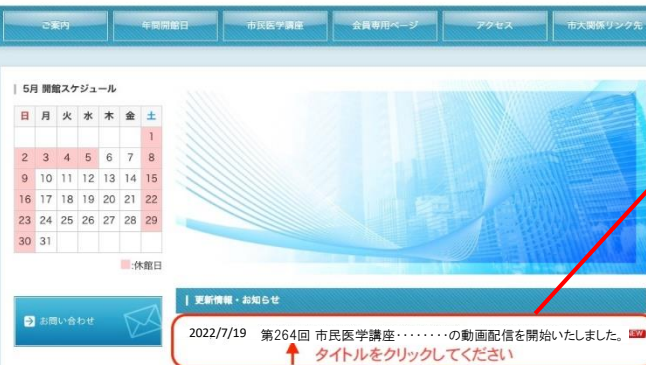 ご案内 年間開館日 市民医学講座 会員専用ページ アクセス 市大関係リンク先
5月 開館スケジュール
日 月 火 水 木 金 土
1
2 3 4 5 6 7 8
9 10 11 12 13 14 15
16 17 18 19 20 21 22
23 24 25 26 27 28 29
30 31
:休館日
お問い合わせ
更新情報・お知らせ
2022/7/19 第264回 市民医学講座‥‥‥‥の動画配信を開始いたしました。 NEW
タイトルをクリックしてください